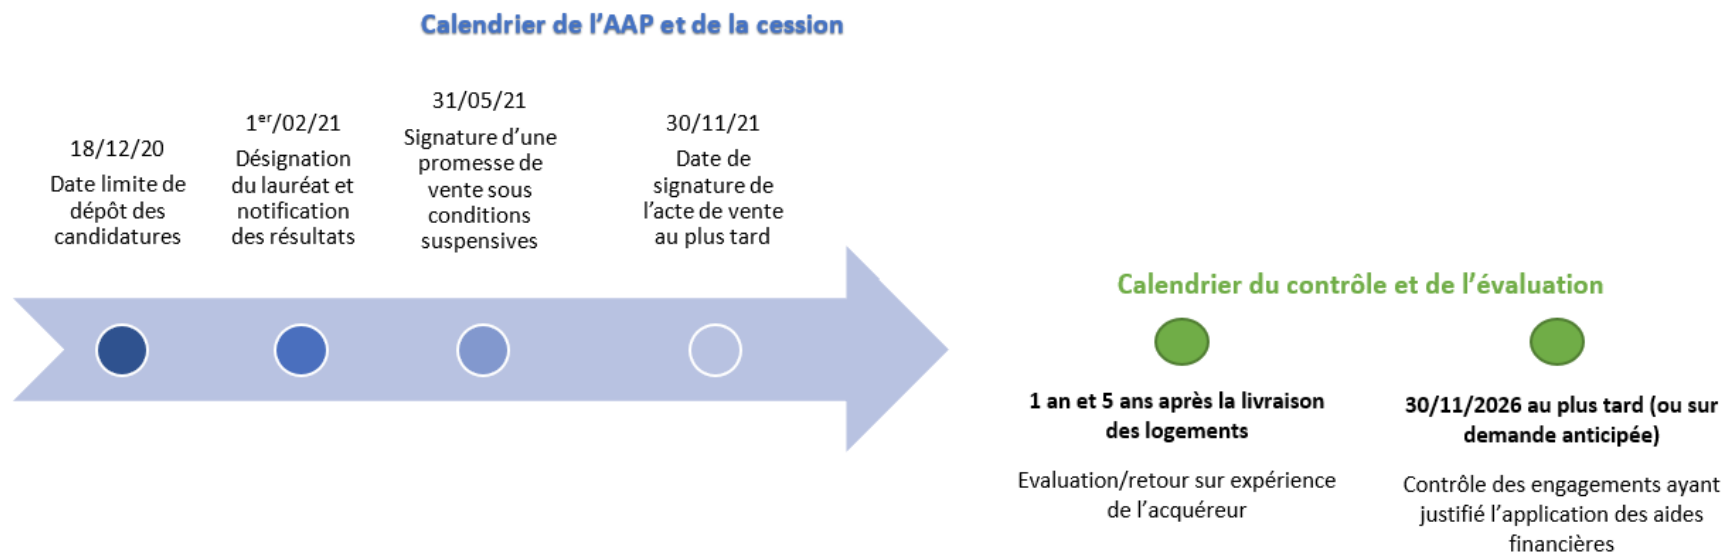 Calendrier de l’AAP et de la cession
18/12/20
Date limite de
dépôt des
candidatures
1er/02/21
Désignation
du lauréat et
notification
des résultats
31/05/21
Signature d’une
promesse de
vente sous
conditions
suspensives
30/11/21
Date de
signature de
l’acte de vente
au plus tard
Calendrier du contrôle et de l’évaluation
1 an et 5 ans après la livraison
des logements
Evaluation/retour sur expérience
de l’acquéreur
30/11/2026 au plus tard (ou sur
demande anticipée)
Contrôle des engagements ayant
justifié l’application des aides
financières